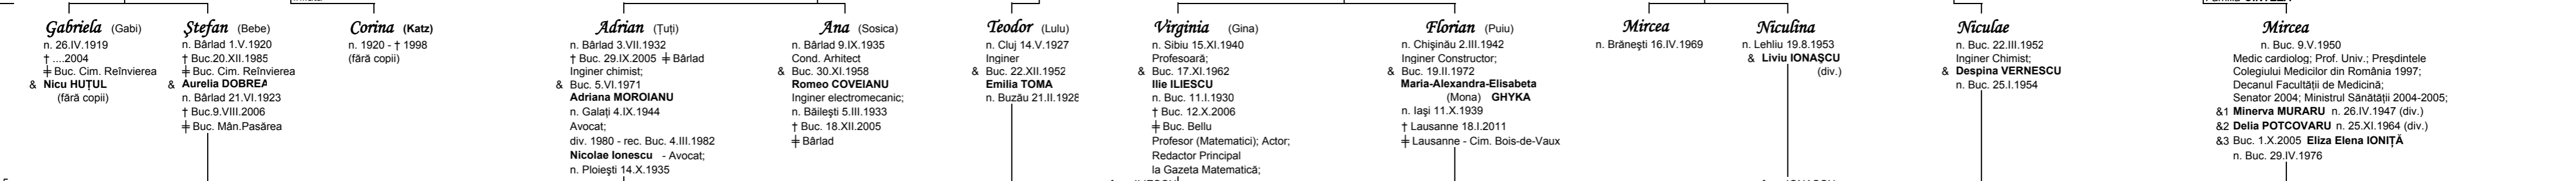 Gabriela (Gabi)
n. 26.IV.1919
† ....2004
╪ Buc. Cim. Reînvierea
& Nicu HUȚUL
(fără copii)
Ștefan (Bebe)
n. Bârlad 1.V.1920
† Buc.20.XII.1985
╪ Buc. Cim. Reînvierea
& Aurelia DOBREA
n. Bârlad 21.VI.1923
† Buc.9.VIII.2006
╪ Buc. Mân.Pasărea
Corina (Katz)
n. 1920 - † 1998
(fără copii)
Adrian (Țuți)
n. Bârlad 3.VII.1932
† Buc. 29.IX.2005 ╪ Bârlad
Inginer chimist;
& Buc. 5.VI.1971
Adriana MOROIANU
n. Galați 4.IX.1944
Avocat;
div. 1980 - rec. Buc. 4.III.1982
Nicolae Ionescu - Avocat;
n. Ploiești 14.X.1935
Ana (Sosica)
n. Bârlad 9.IX.1935
Cond. Arhitect
& Buc. 30.XI.1958
Romeo COVEIANU
Inginer electromecanic;
n. Băilești 5.III.1933
† Buc. 18.XII.2005
╪ Bârlad
Teodor (Lulu)
n. Cluj 14.V.1927
Inginer
& Buc. 22.XII.1952
Emilia TOMA
n. Buzău 21.II.1928
Virginia (Gina)
n. Sibiu 15.XI.1940
Profesoară;
& Buc. 17.XI.1962
Ilie ILIESCU
n. Buc. 11.I.1930
† Buc. 12.X.2006
╪ Buc. Bellu
Profesor (Matematici); Actor;
Redactor Principal
la Gazeta Matematică;
Florian (Puiu)
n. Chișinău 2.III.1942
Inginer Constructor;
& Buc. 19.II.1972
Maria-Alexandra-Elisabeta
(Mona) GHYKA
n. Iași 11.X.1939
† Lausanne 18.I.2011
╪ Lausanne - Cim. Bois-de-Vaux
Mircea
n. Brănești 16.IV.1969
Niculina
n. Lehliu 19.8.1953
& Liviu IONAȘCU
(div.)
Niculae
n. Buc. 22.III.1952
Inginer Chimist;
& Despina VERNESCU
n. Buc. 25.I.1954
Mircea
n. Buc. 9.V.1950
Medic cardiolog; Prof. Univ.; Președintele
Colegiului Medicilor din România 1997;
Decanul Facultății de Medicină;
Senator 2004; Ministrul Sănătății 2004-2005;
&1 Minerva MURARU n. 26.IV.1947 (div.)
&2 Delia POTCOVARU n. 25.XI.1964 (div.)
&3 Buc. 1.X.2005 Eliza Elena IONIȚĂ
n. Buc. 29.IV.1976